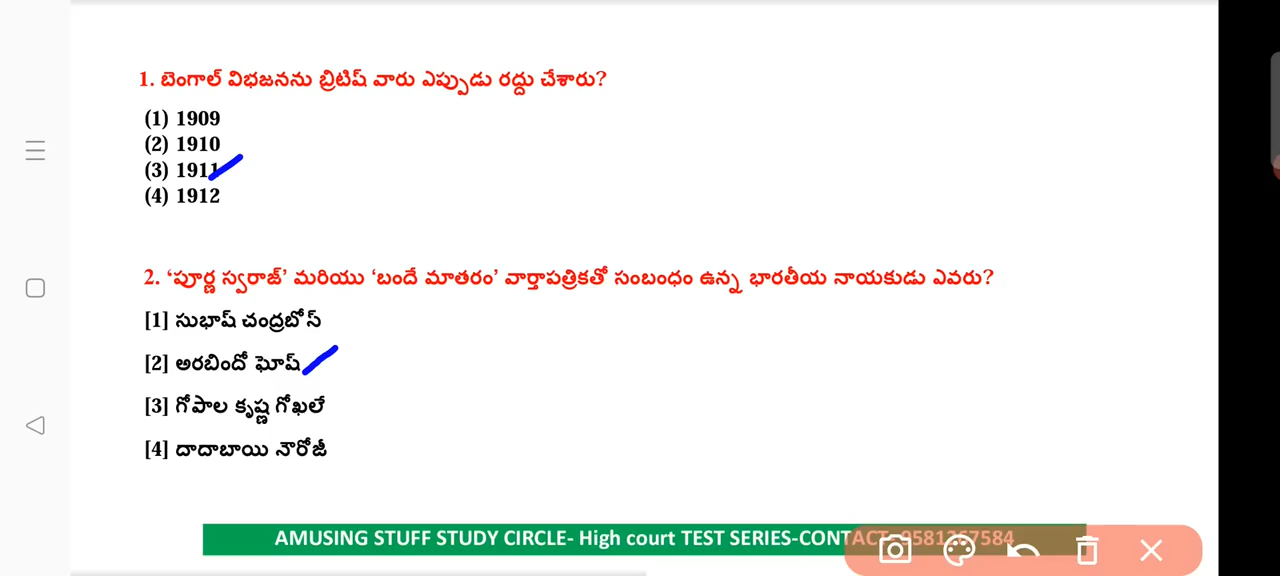 1. బెంగాల్ విభజనను బ్రిటిష్ వారు ఎప్పుడు రద్దు చేశారు?
(1) 1909
(2) 1910
(3) 1911
(4) 1912
2. ‘పూర్ణ స్వరాజ్’ మరియు ‘బందే మాతరం’ వార్తాపత్రికతో సంబంధం ఉన్న భారతీయ నాయకుడు ఎవరు?
[1] సుభాష్ చంద్రబోస్
[2] అరబిందో ఘోష్
[3] గోపాల కృష్ణ గోఖలే
[4] దాదాబాయి నౌరోజీ
AMUSING STUFF STUDY CIRCLE- High court TEST SERIES-CONTACT-9581267584